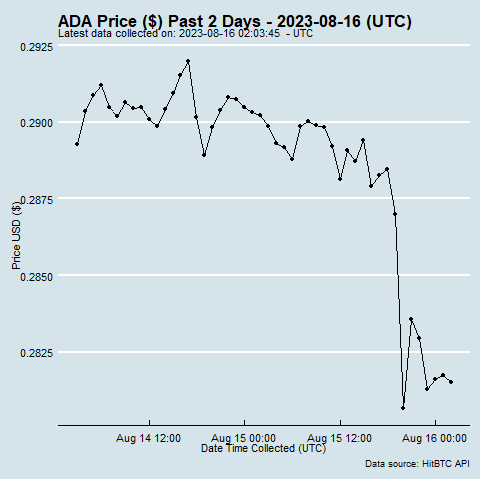 ADA Price ($) Past 2 Days - 2023-08-16 (UTC)
Latest data collected on: 2023-08-16 02:03:45  - UTC
0.2925
0.2900
0.2875
0.2850
0.2825
Price USD ($)
Aug 14 12:00 Aug 15 00:00 Aug 15 12:00 Aug 16 00:00
Date Time Collected (UTC)
Data source: HitBTC API